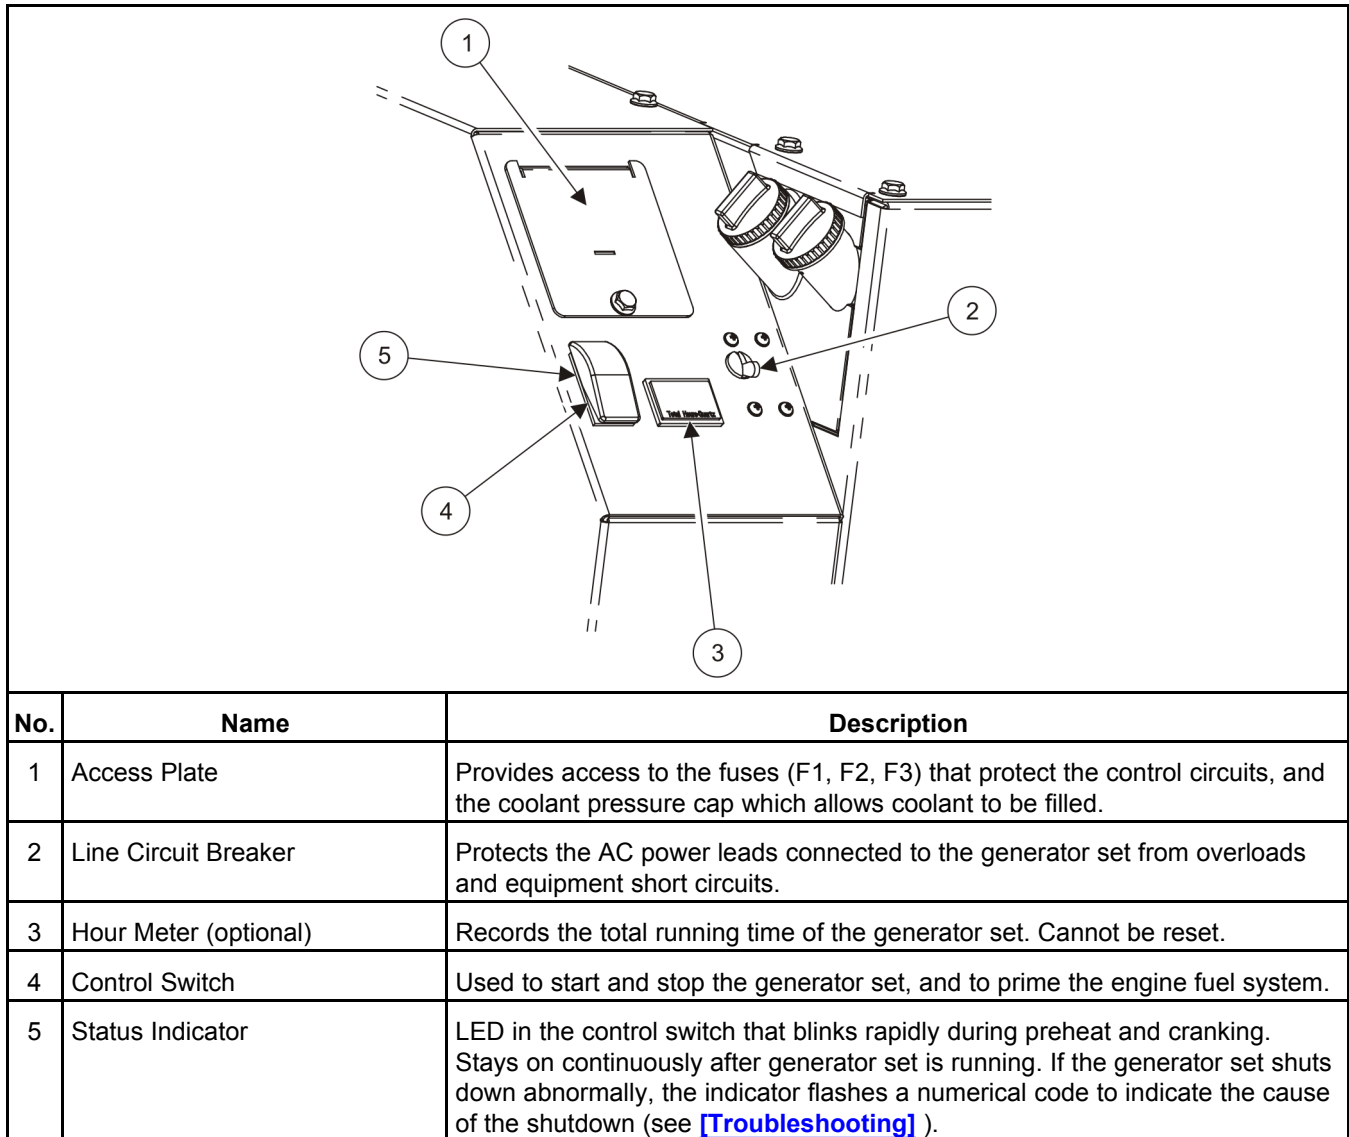 1
2
5
Total Hours-Quartz
4
3
No. Name Description
1 Access Plate Provides access to the fuses (F1, F2, F3) that protect the control circuits, and
the coolant pressure cap which allows coolant to be filled.
2 Line Circuit Breaker Protects the AC power leads connected to the generator set from overloads
and equipment short circuits.
3 Hour Meter (optional) Records the total running time of the generator set. Cannot be reset.
4 Control Switch Used to start and stop the generator set, and to prime the engine fuel system.
5 Status Indicator LED in the control switch that blinks rapidly during preheat and cranking.
Stays on continuously after generator set is running. If the generator set shuts
down abnormally, the indicator flashes a numerical code to indicate the cause
of the shutdown (see [Troubleshooting] ).